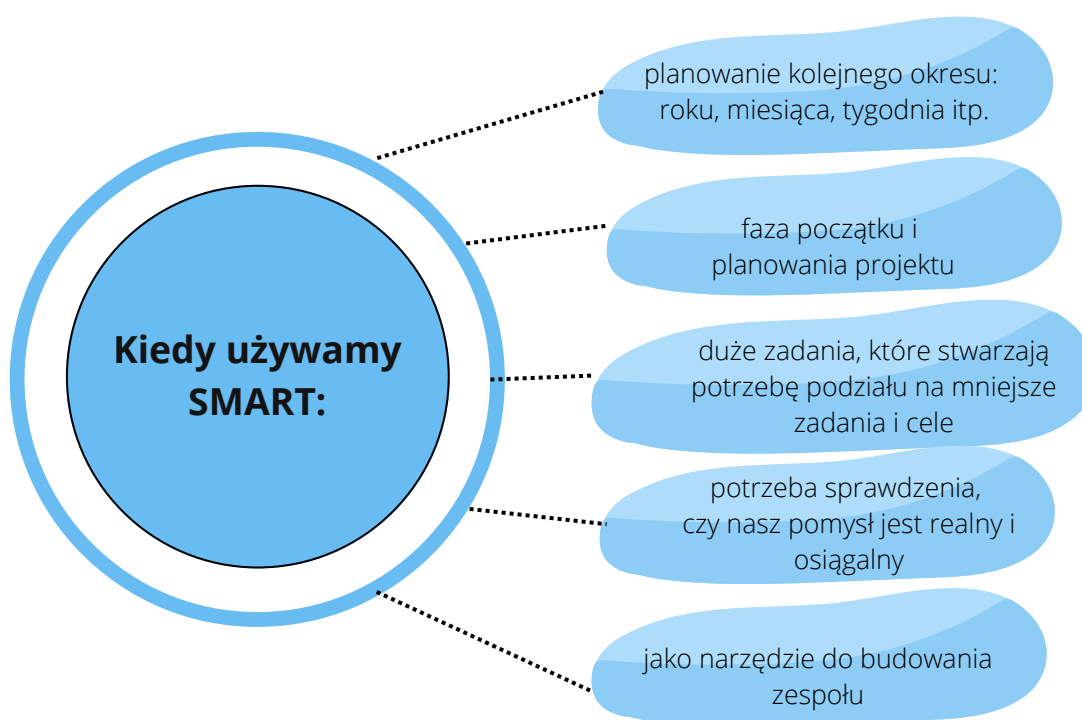 Kiedy używamy
SMART:
planowanie kolejnego okresu:
roku, miesiąca, tygodnia itp.
faza początku i
planowania projektu
duże zadania, które stwarzają
potrzebę podziału na mniejsze
zadania i cele
potrzeba sprawdzenia,
czy nasz pomysł jest realny i
osiągalny
jako narzędzie do budowania
zespołu